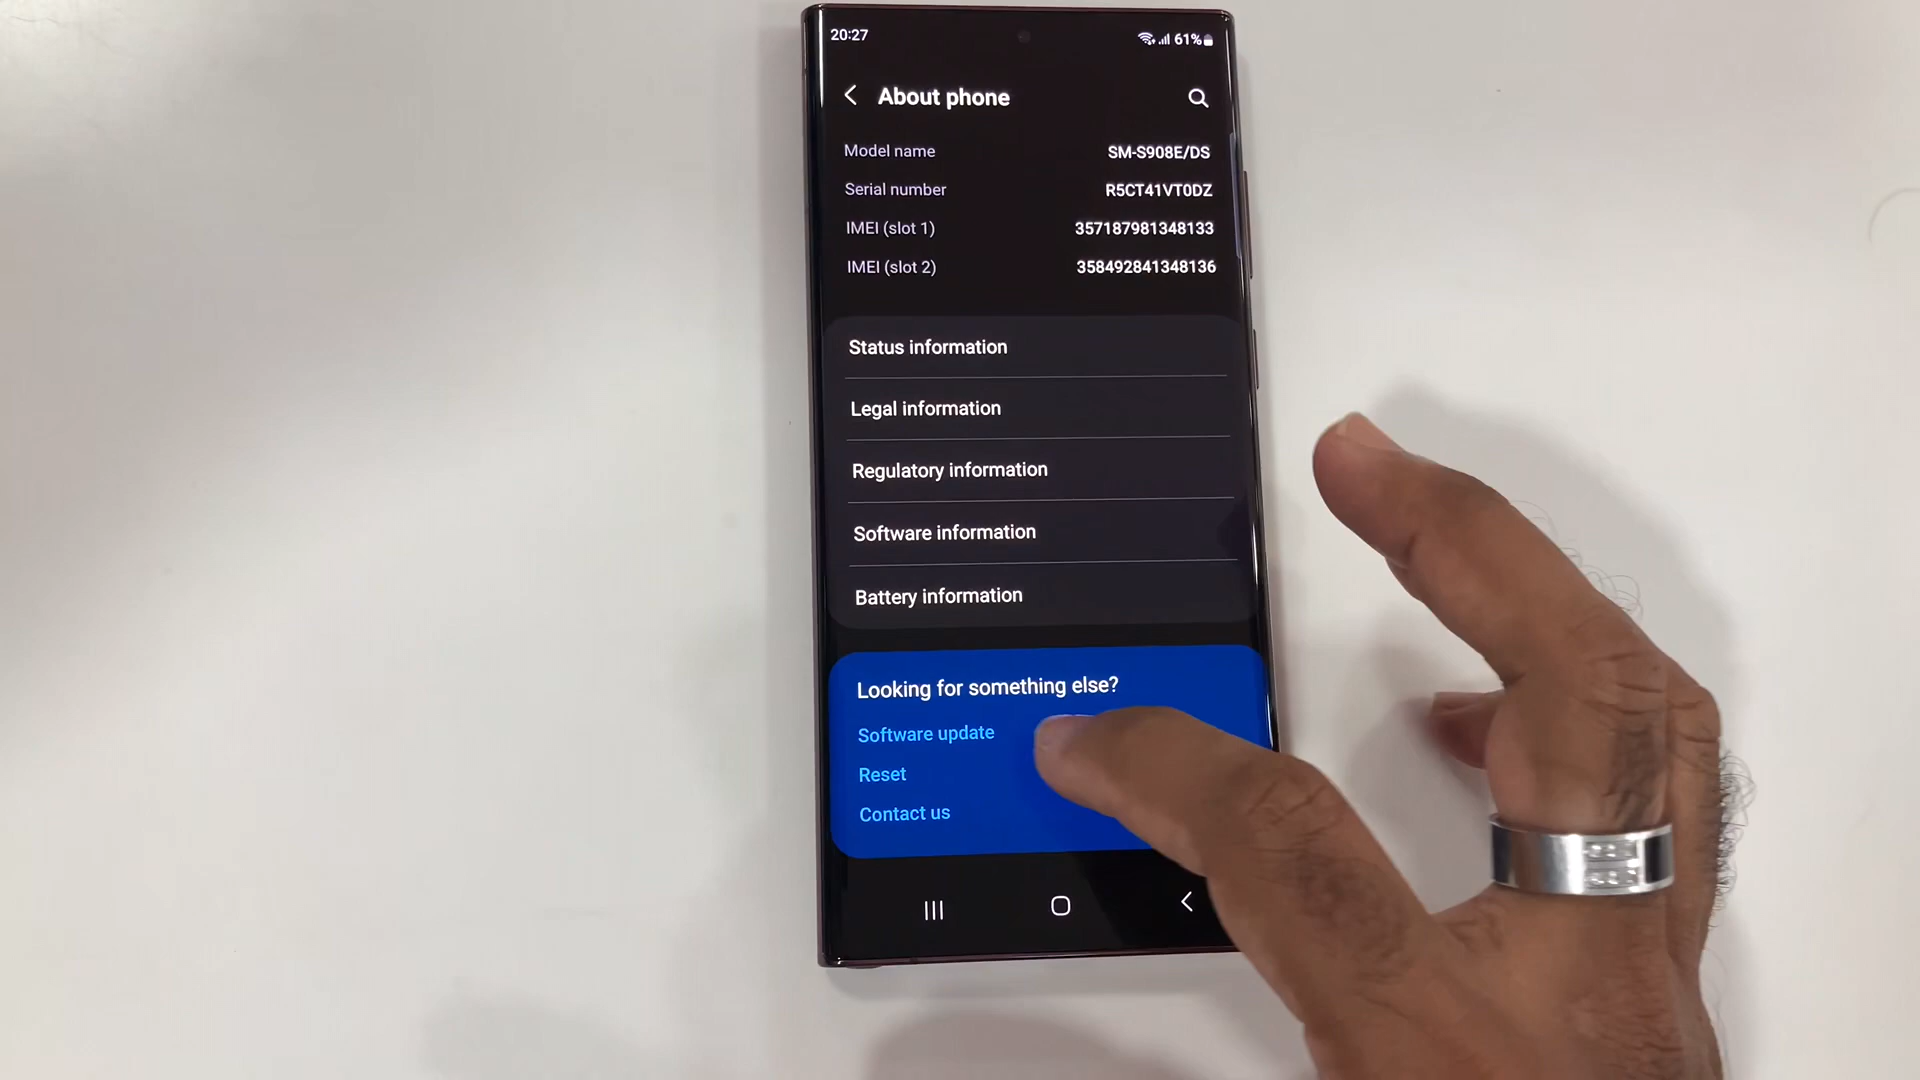 20:27 61%
About phone
Model name SM-S908E/DS
Serial number R5CT41VT0DZ
IMEI (slot 1) 357187981348133
IMEI (slot 2) 358492841348136
Status information
Legal information
Regulatory information
Software information
Battery information
Looking for something else?
Software update
Reset
Contact us